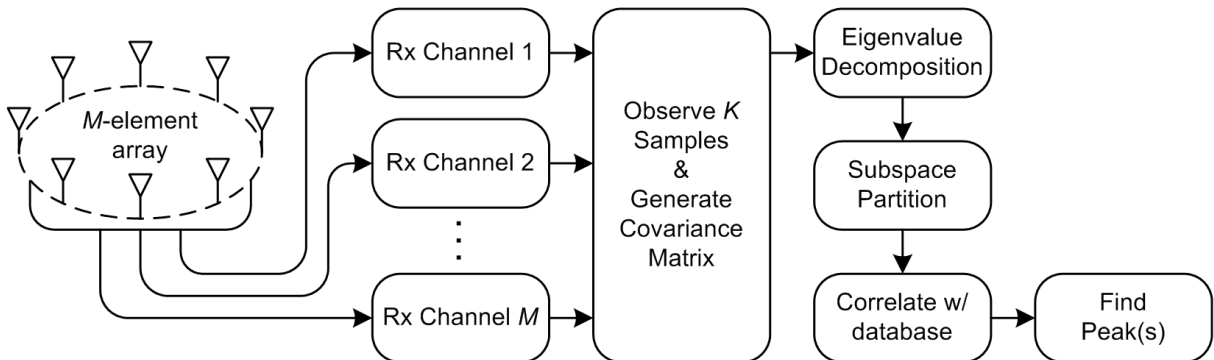 M-element
array
Rx Channel 1
Rx Channel 2
Rx Channel M
Observe K
Samples
&
Generate
Covariance
Matrix
Eigenvalue
Decomposition
Subspace
Partition
Correlate w/
database
Find
Peak(s)